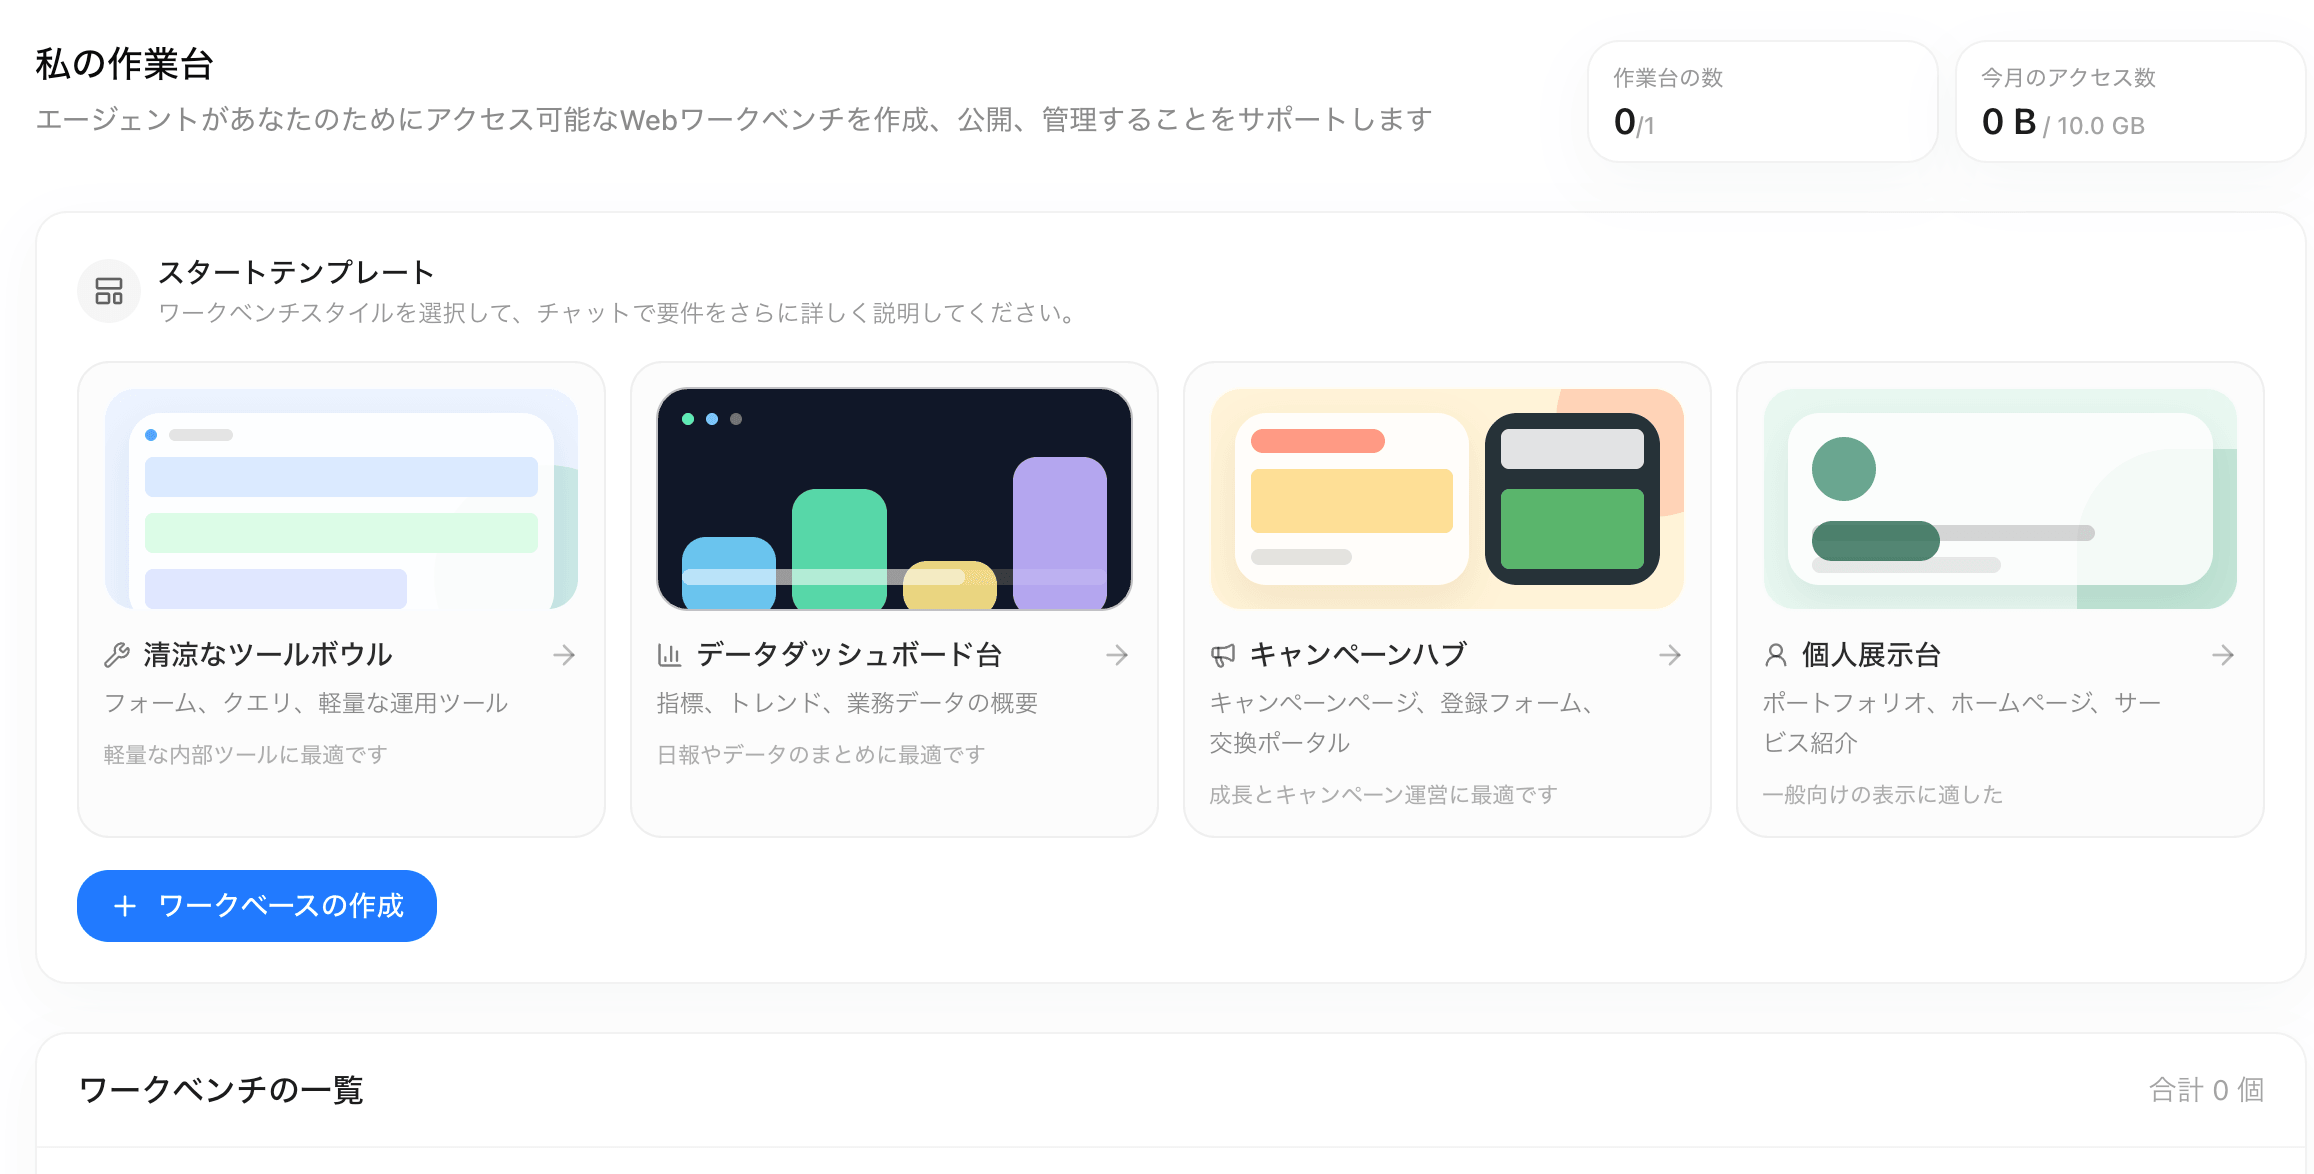 私の作業台
エージェントがあなたのためにアクセス可能なWebワークベンチを作成、公開、管理することをサポートします
作業台の数
0/1
今月のアクセス数
0 B / 10.0 GB
スタートテンプレート
ワークベンチスタイルを選択して、チャットで要件をさらに詳しく説明してください。
清涼なツールボウル
フォーム、クエリ、軽量な運用ツール
軽量な内部ツールに最適です
データダッシュボード台
指標、トレンド、業務データの概要
日報やデータのまとめに最適です
キャンペーンハブ
キャンペーンページ、登録フォーム、
交換ポータル
成長とキャンペーン運営に最適です
個人展示台
ポートフォリオ、ホームページ、サー
ビス紹介
一般向けの表示に適した
ワークベースの作成
ワークベンチの一覧
合計 0 個